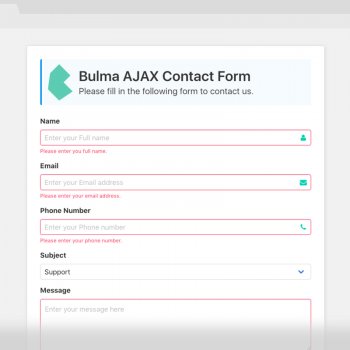 Bulma AJAX Contact Form
Please fill in the following form to contact us.
Name
Enter your Full name
Please enter you full name.
Email
Enter your Email address
Please enter your email address.
Phone Number
Enter your Phone number
Please enter your phone number.
Subject
Support
Message
Enter your message here